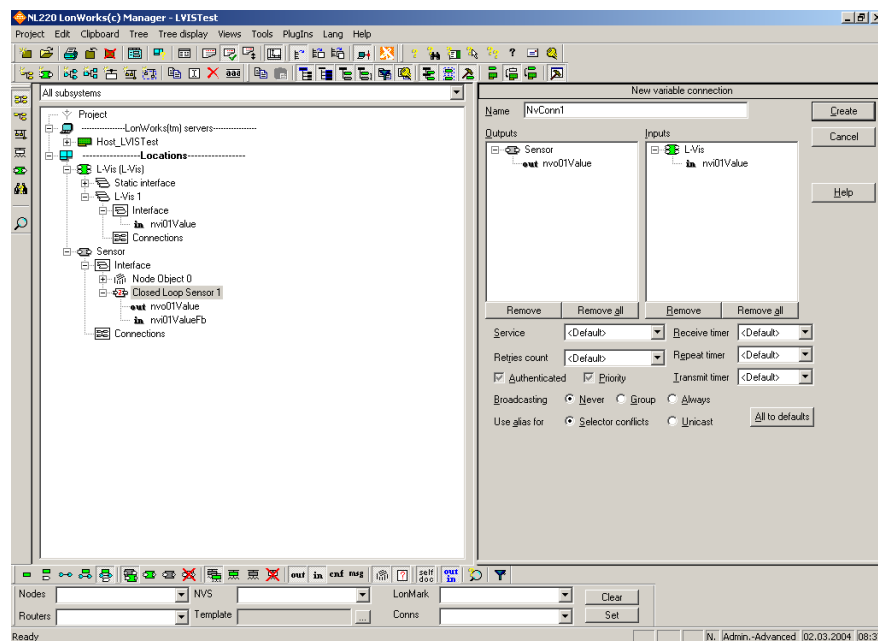 NL220 LonWorks(c) Manager - LVISTest
Project Edit Clipboard Tree Tree display Views Tools PlugIns Lang Help
All subsystems
Project
---------------LonWorks(tm) servers---------------
Host_LVISTest
---------------Locations---------------
L-Vis (L-Vis)
Static interface
L-Vis 1
Interface
in nvi01Value
Connections
Sensor
Interface
Node Object 0
Closed Loop Sensor 1
out nvo01Value
in nvi01ValueFb
Connections
New variable connection
Name NvConn1 Create
Outputs Inputs Cancel
Sensor L-Vis
out nvo01Value in nvi01Value
Help
Remove Remove all Remove Remove all
Service <Default> Receive timer <Default>
Retries count <Default> Repeat timer <Default>
Authenticated Priority Transmit timer <Default>
Broadcasting Never Group Always
Use alias for Selector conflicts Unicast All to defaults
out in cnf msg ? self doc out in
Nodes NVS LonMark Clear
Routers Template ... Conns Set
Ready N. Admin.-Advanced 02.03.2004 08:3